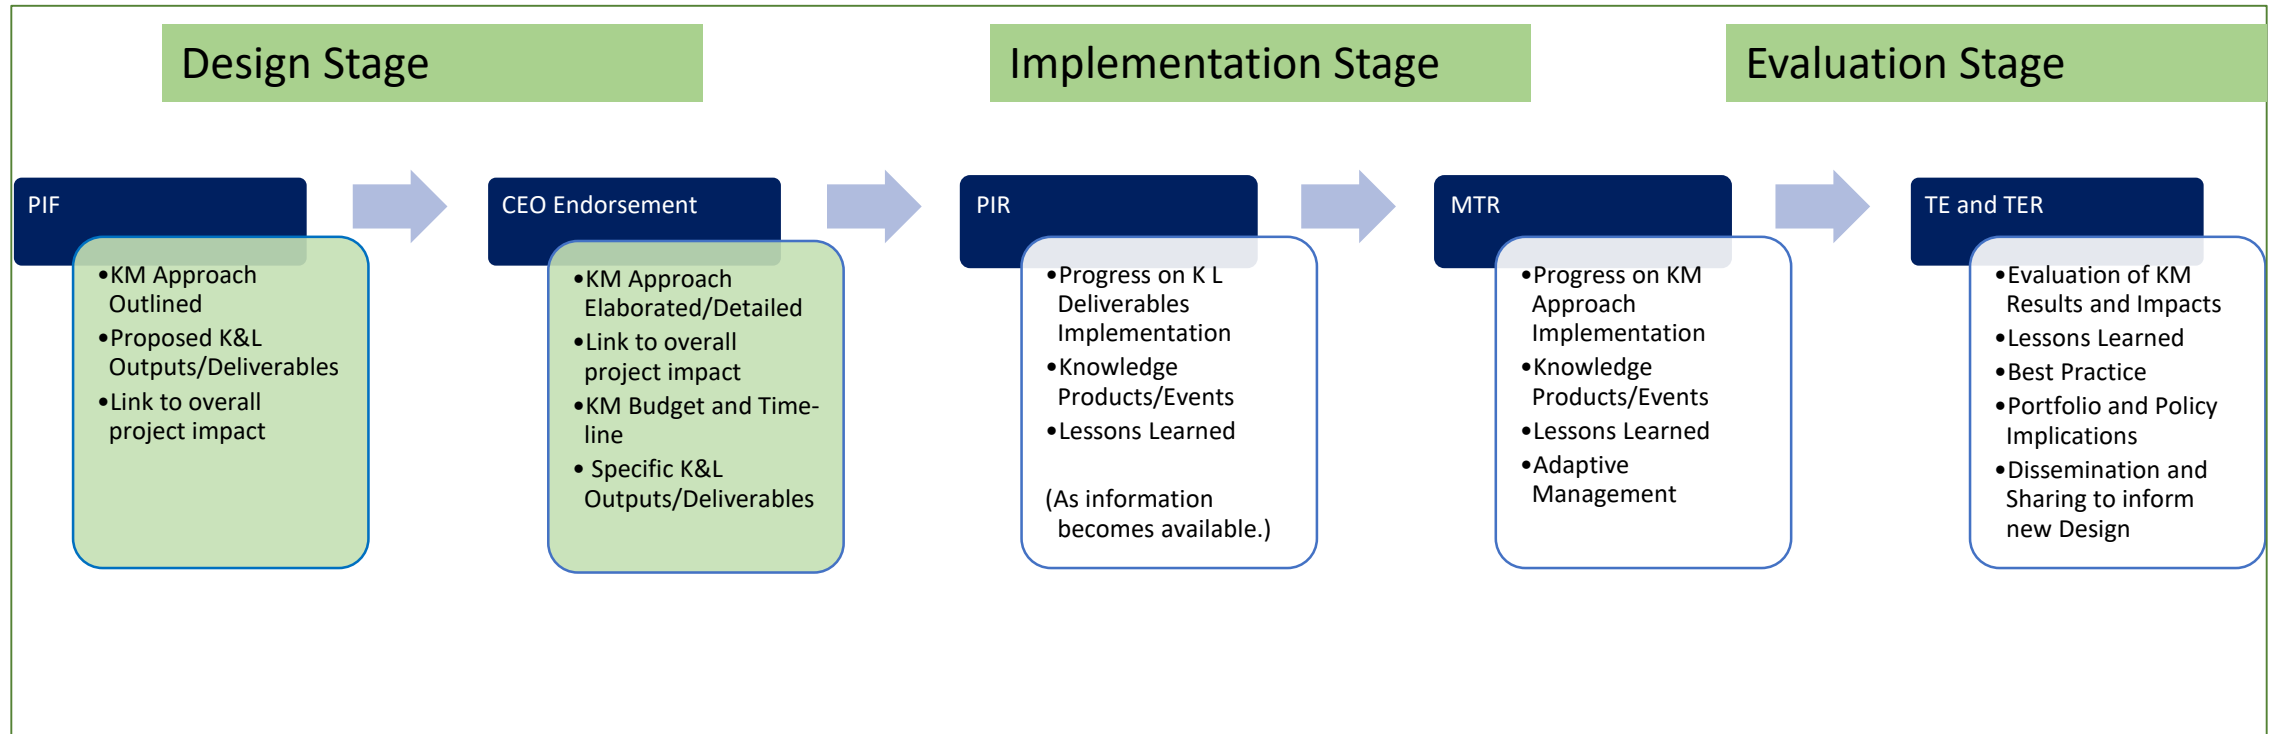 Design Stage
Implementation Stage
Evaluation Stage
PIF
•KM Approach
Outlined
•Proposed K&L
Outputs/Deliverables
•Link to overall
project impact
CEO Endorsement
•KM Approach
Elaborated/Detailed
•Link to overall
project impact
•KM Budget and Time-
line
• Specific K&L
Outputs/Deliverables
PIR
•Progress on K L
Deliverables
Implementation
•Knowledge
Products/Events
•Lessons Learned
(As information
becomes available.)
MTR
•Progress on KM
Approach
Implementation
•Knowledge
Products/Events
•Lessons Learned
•Adaptive
Management
TE and TER
•Evaluation of KM
Results and Impacts
•Lessons Learned
•Best Practice
•Portfolio and Policy
Implications
•Dissemination and
Sharing to inform
new Design